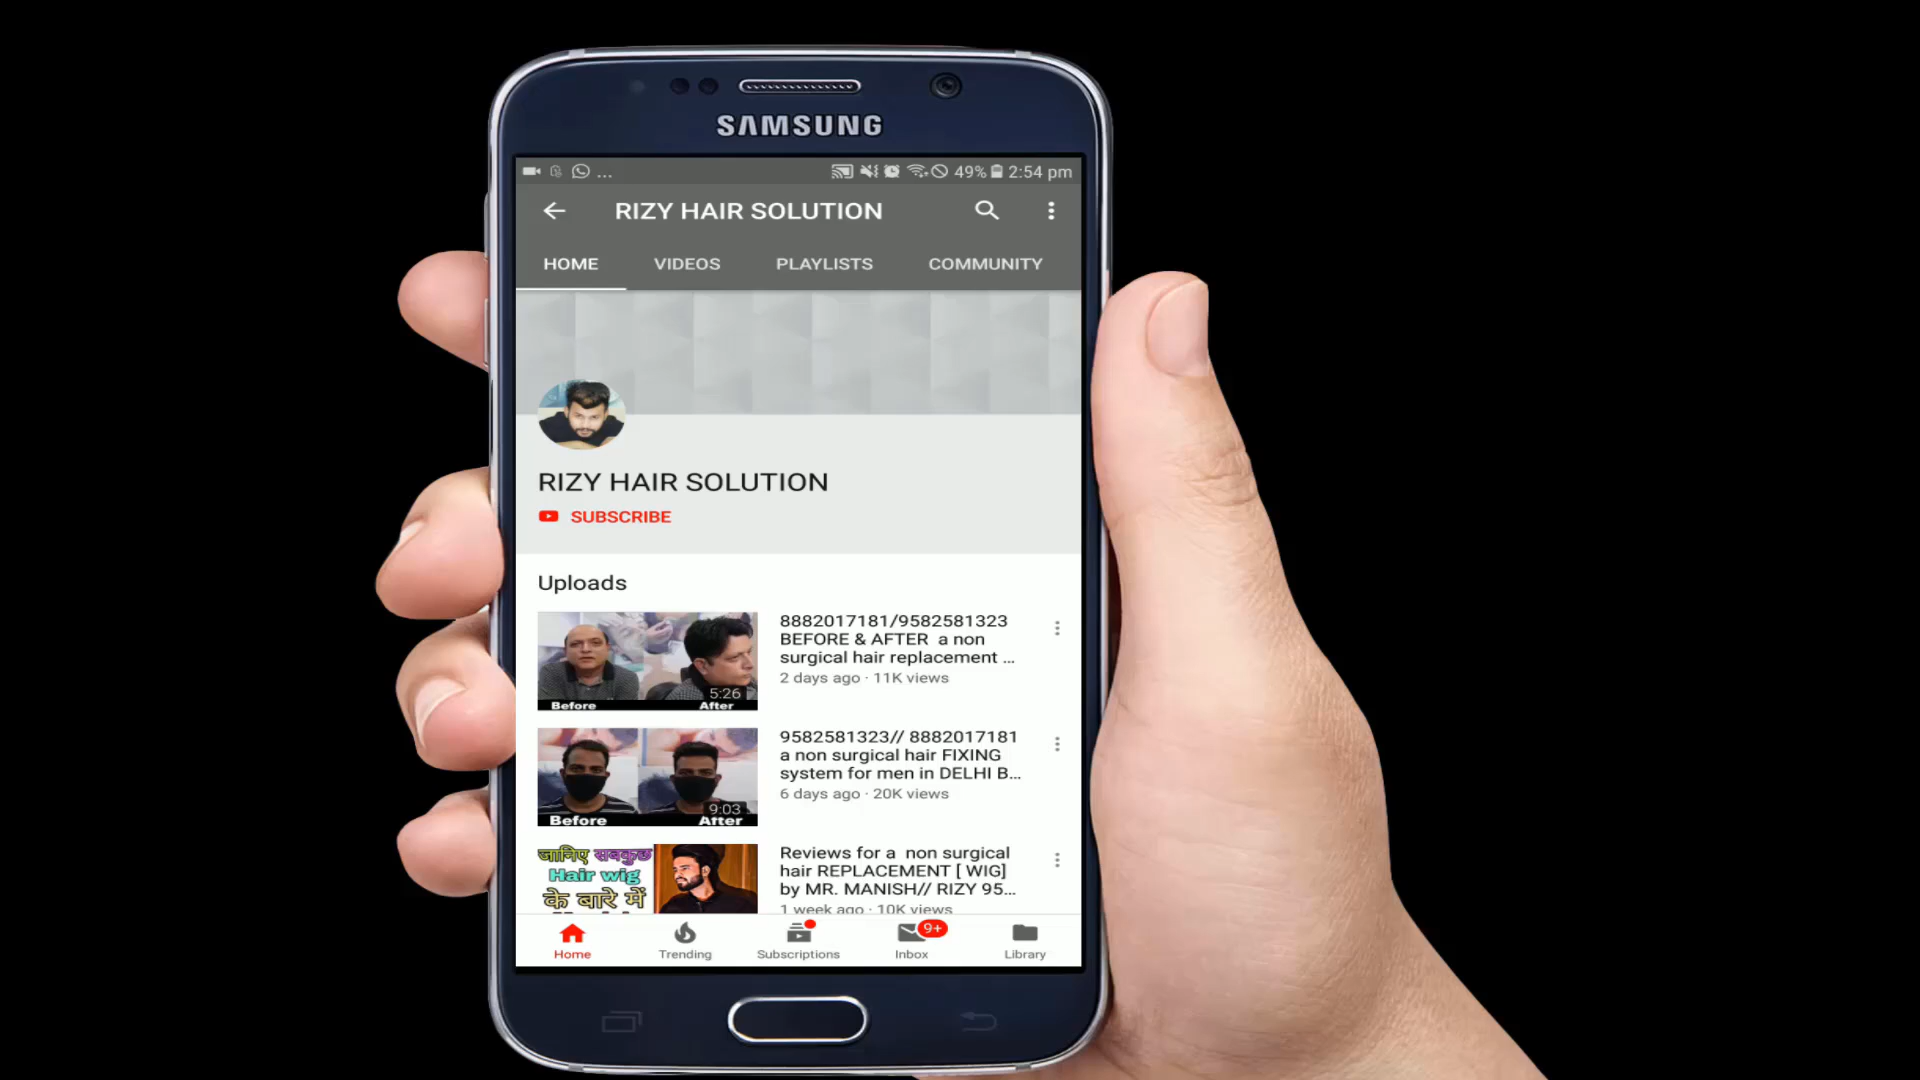 SAMSUNG
... 49% 2:54 pm
RIZY HAIR SOLUTION
HOME VIDEOS PLAYLISTS COMMUNITY
RIZY HAIR SOLUTION
SUBSCRIBE
Uploads
8882017181/9582581323
BEFORE & AFTER a non
surgical hair replacement ...
2 days ago · 11K views
5:26
Before After
9582581323// 8882017181
a non surgical hair FIXING
system for men in DELHI B...
6 days ago · 20K views
9:03
Before After
जानिए सबकुछ
Hair wig
के बारे में
Reviews for a non surgical
hair REPLACEMENT [ WIG]
by MR. MANISH// RIZY 95...
1 week ago · 10K views
9+
Home Trending Subscriptions Inbox Library